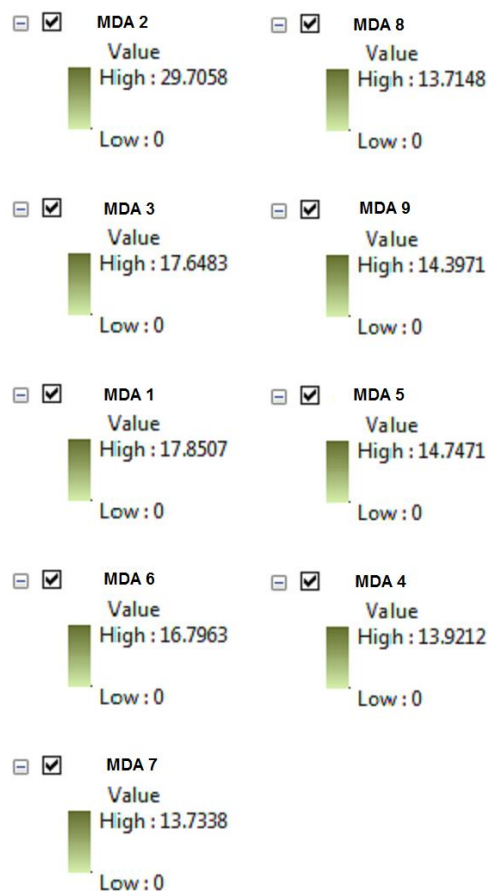 MDA 2
Value
High : 29.7058
Low : 0
MDA 3
Value
High : 17.6483
Low : 0
MDA 1
Value
High : 17.8507
Low : 0
MDA 6
Value
High : 16.7963
Low : 0
MDA 7
Value
High : 13.7338
Low : 0
MDA 8
Value
High : 13.7148
Low : 0
MDA 9
Value
High : 14.3971
Low : 0
MDA 5
Value
High : 14.7471
Low : 0
MDA 4
Value
High : 13.9212
Low : 0